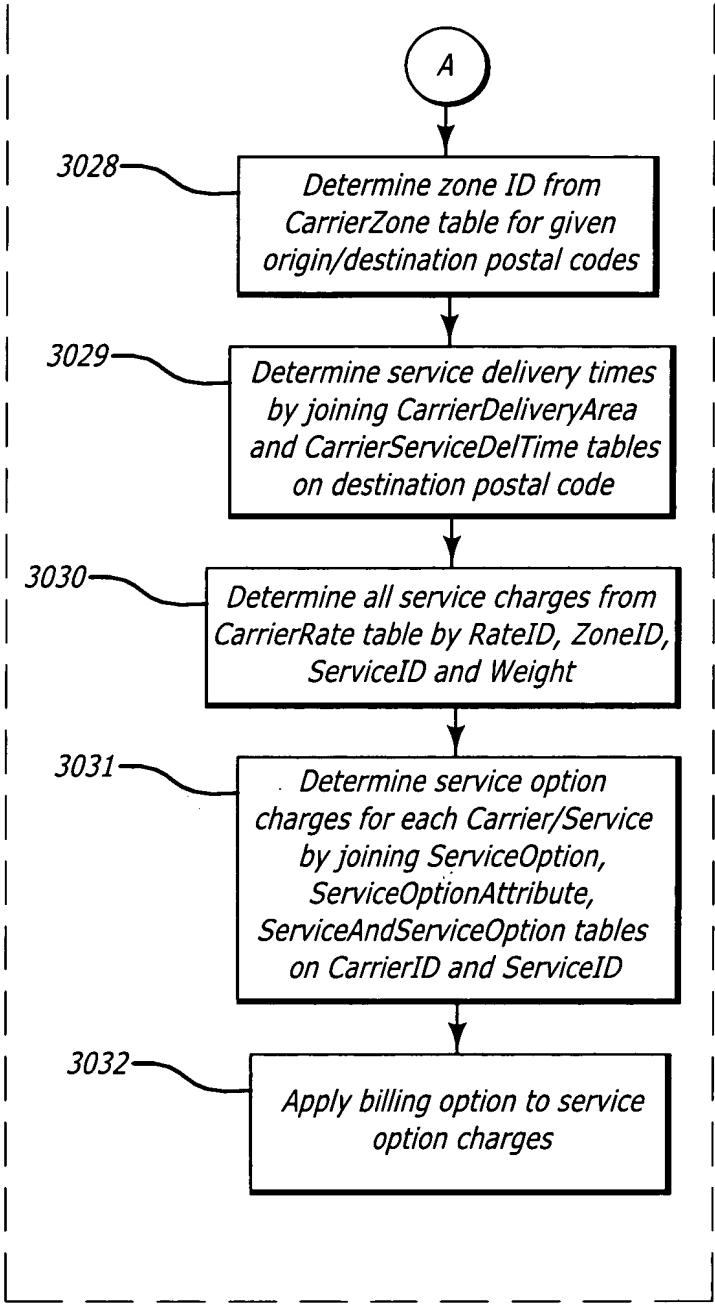 A
3028
Determine zone ID from
CarrierZone table for given
origin/destination postal codes
3029
Determine service delivery times
by joining CarrierDeliveryArea
and CarrierServiceDelTime tables
on destination postal code
3030
Determine all service charges from
CarrierRate table by RateID, ZoneID,
ServiceID and Weight
3031
Determine service option
charges for each Carrier/Service
by joining ServiceOption,
ServiceOptionAttribute,
ServiceAndServiceOption tables
on CarrierID and ServiceID
3032
Apply billing option to service
option charges